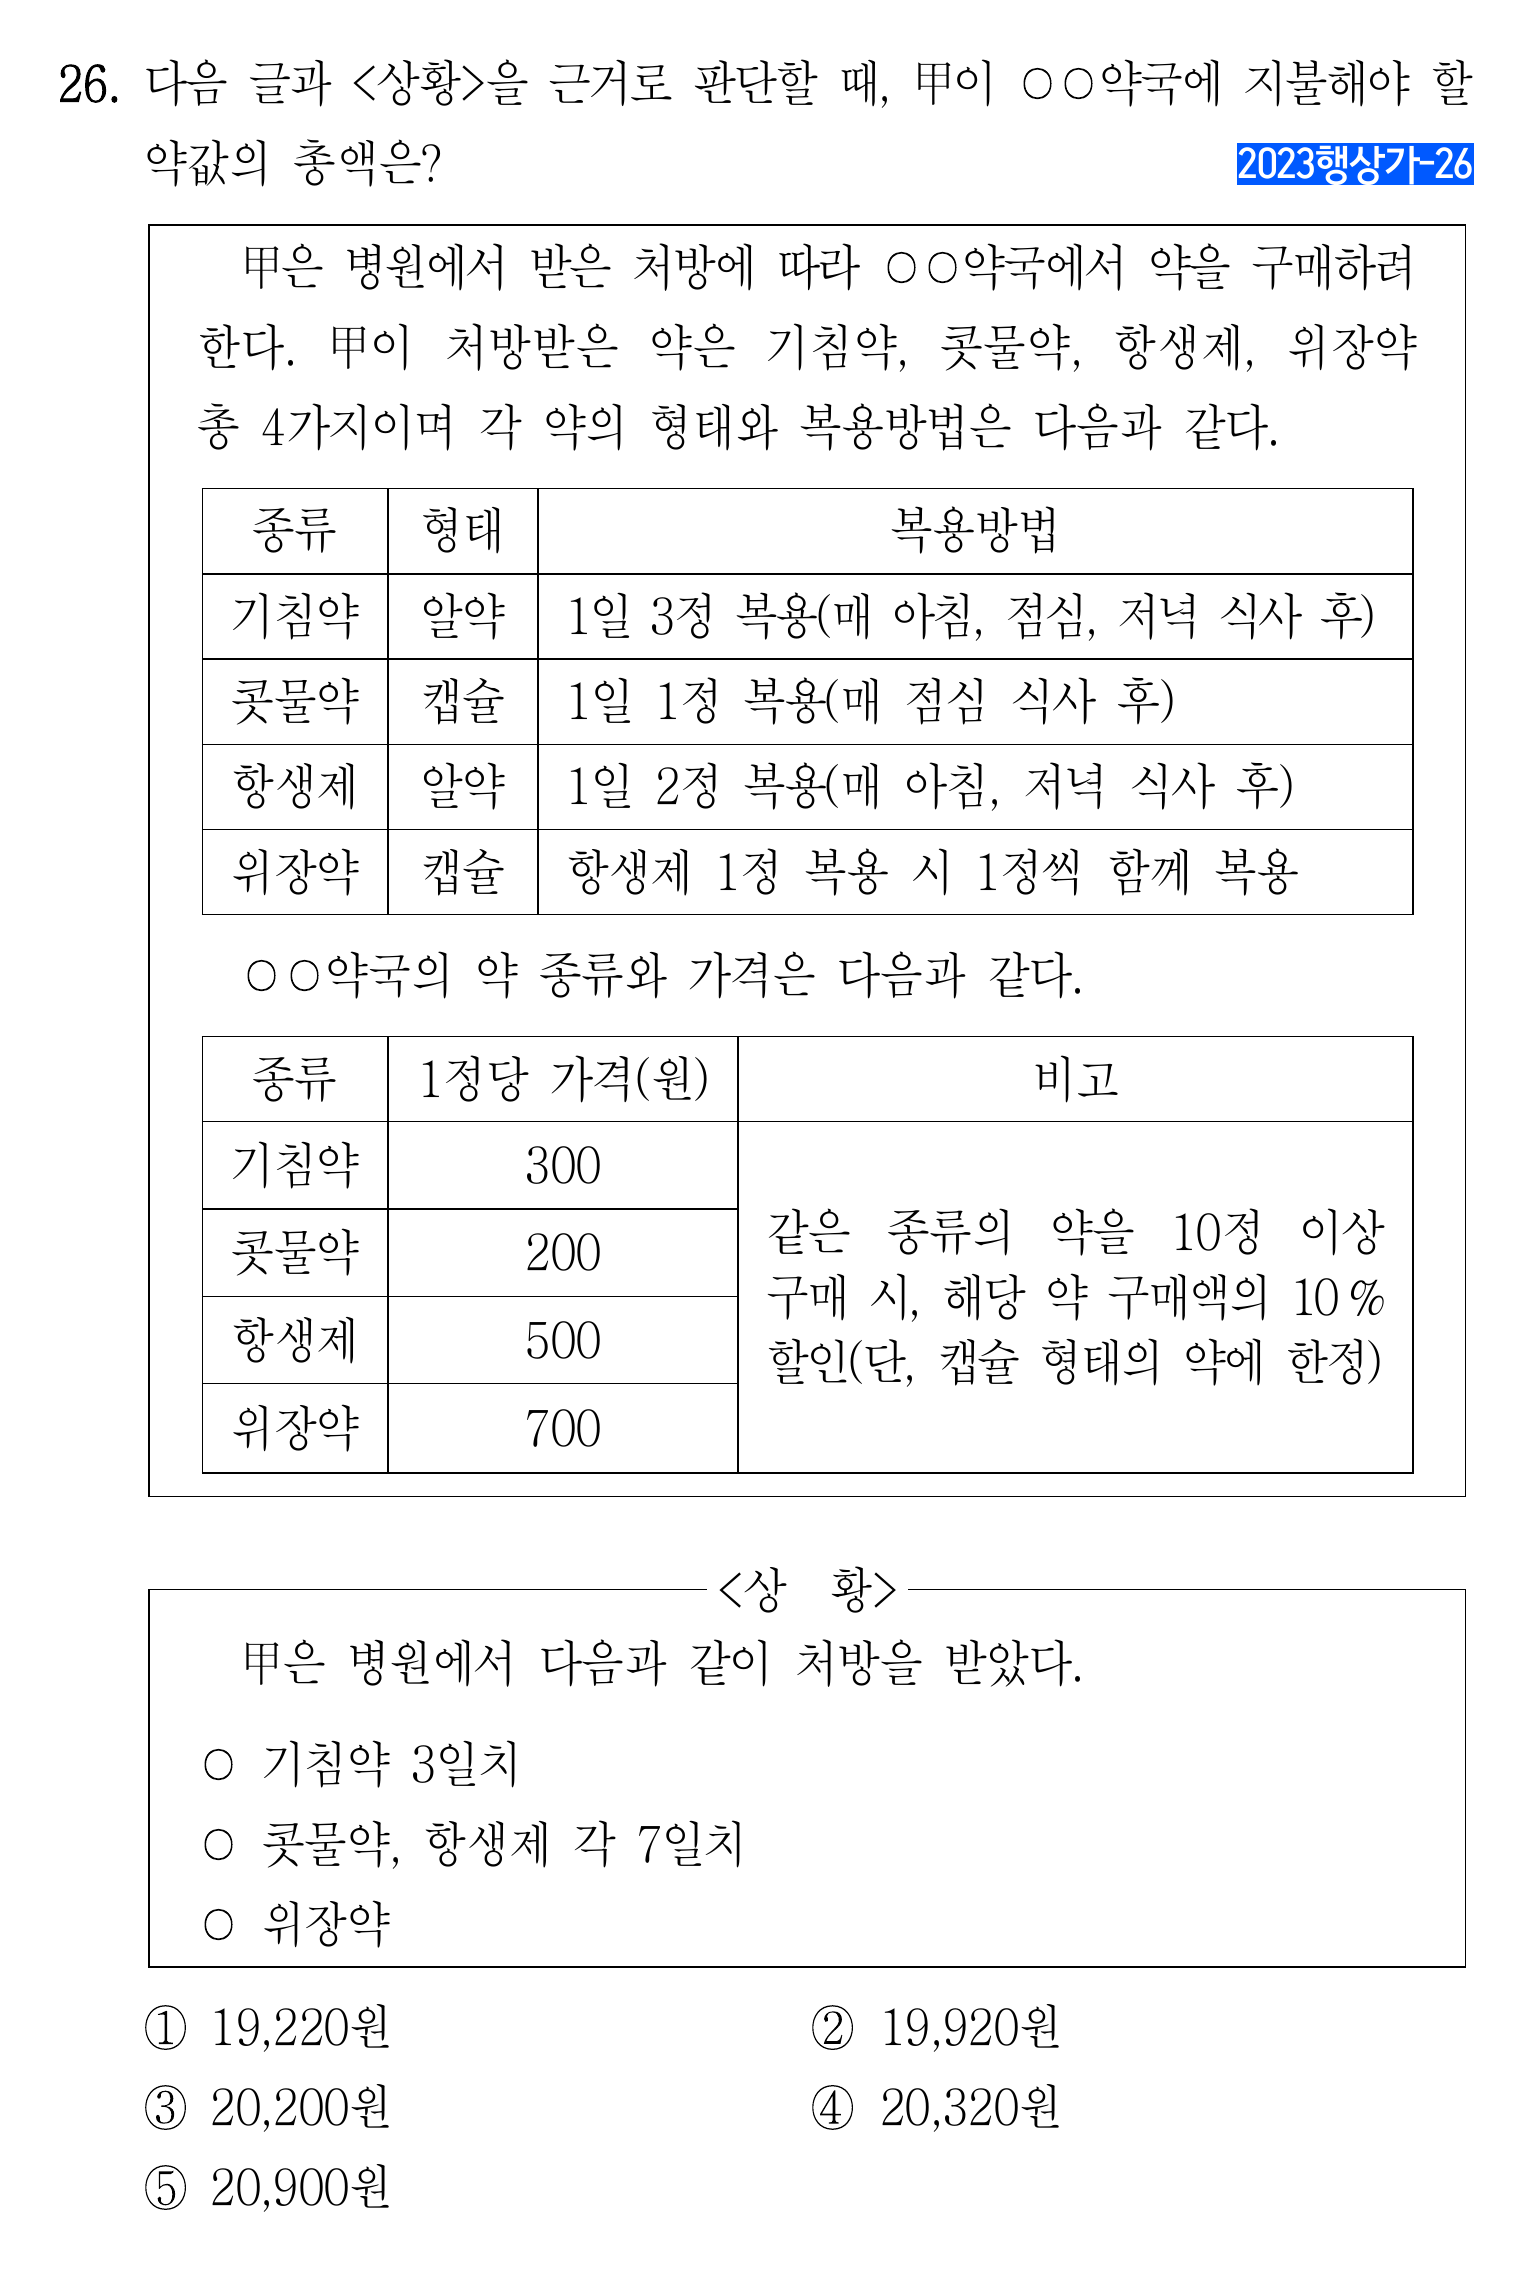 26. 다음 글과 <상황>을 근거로 판단할 때, 甲이 ○○약국에 지불해야 할
약값의 총액은?
2023행상가-26
甲은 병원에서 받은 처방에 따라 ○○약국에서 약을 구매하려
한다. 甲이 처방받은 약은 기침약, 콧물약, 항생제, 위장약
총 4가지이며 각 약의 형태와 복용방법은 다음과 같다.
종류 형태 복용방법
기침약 알약 1일 3정 복용(매 아침, 점심, 저녁 식사 후)
콧물약 캡슐 1일 1정 복용(매 점심 식사 후)
항생제 알약 1일 2정 복용(매 아침, 저녁 식사 후)
위장약 캡슐 항생제 1정 복용 시 1정씩 함께 복용
○○약국의 약 종류와 가격은 다음과 같다.
종류 1정당 가격(원) 비고
기침약 300
콧물약 200
항생제 500
위장약 700
같은 종류의 약을 10정 이상
구매 시, 해당 약 구매액의 10%
할인(단, 캡슐 형태의 약에 한정)
<상 황>
甲은 병원에서 다음과 같이 처방을 받았다.
○ 기침약 3일치
○ 콧물약, 항생제 각 7일치
○ 위장약
① 19,220원 ② 19,920원
③ 20,200원 ④ 20,320원
⑤ 20,900원